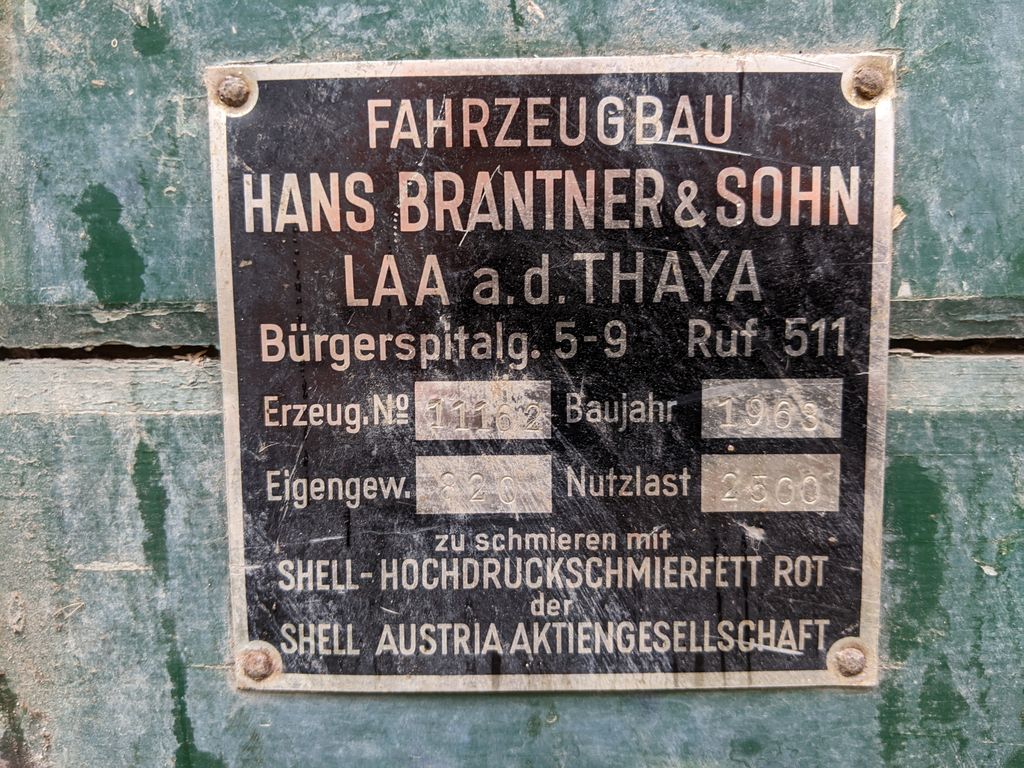 FAHRZEUGBAU
HANS BRANTNER & SOHN
LAA a.d. THAYA
Bürgerspitalg. 5-9 Ruf 511
Erzeug. № 11162 Baujahr 1963
Eigengew. 820 Nutzlast 2500
zu schmieren mit
SHELL-HOCHDRUCKSCHMIERFETT ROT
der
SHELL AUSTRIA AKTIENGESELLSCHAFT